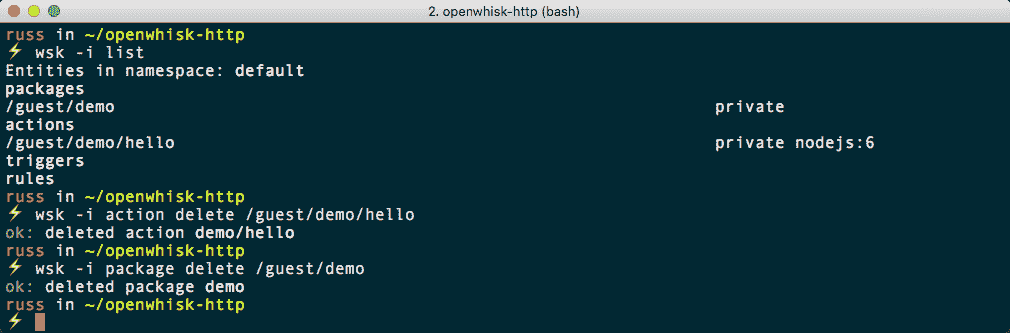 2. openwhisk-http (bash)
russ in ~/openwhisk-http
⚡ wsk -i list
Entities in namespace: default
packages
/guest/demo private
actions
/guest/demo/hello private nodejs:6
triggers
rules
russ in ~/openwhisk-http
⚡ wsk -i action delete /guest/demo/hello
ok: deleted action demo/hello
russ in ~/openwhisk-http
⚡ wsk -i package delete /guest/demo
ok: deleted package demo
russ in ~/openwhisk-http
⚡